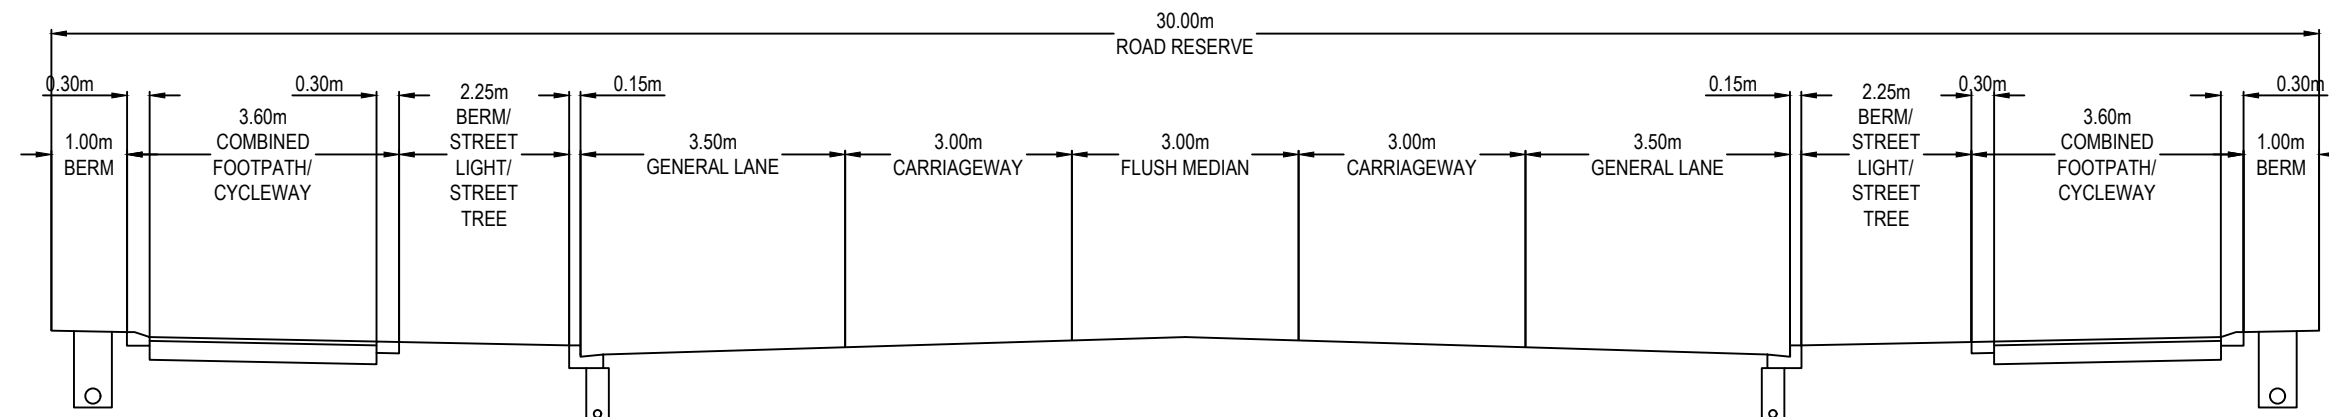 30.00m
ROAD RESERVE
0.30m
0.30m
2.25m
BERM/
STREET
LIGHT/
STREET
TREE
0.15m
0.15m
2.25m
BERM/
STREET
LIGHT/
STREET
TREE
0.30m
0.30m
1.00m
BERM
3.60m
COMBINED
FOOTPATH/
CYCLEWAY
3.50m
GENERAL LANE
3.00m
CARRIAGEWAY
3.00m
FLUSH MEDIAN
3.00m
CARRIAGEWAY
3.50m
GENERAL LANE
3.60m
COMBINED
FOOTPATH/
CYCLEWAY
1.00m
BERM